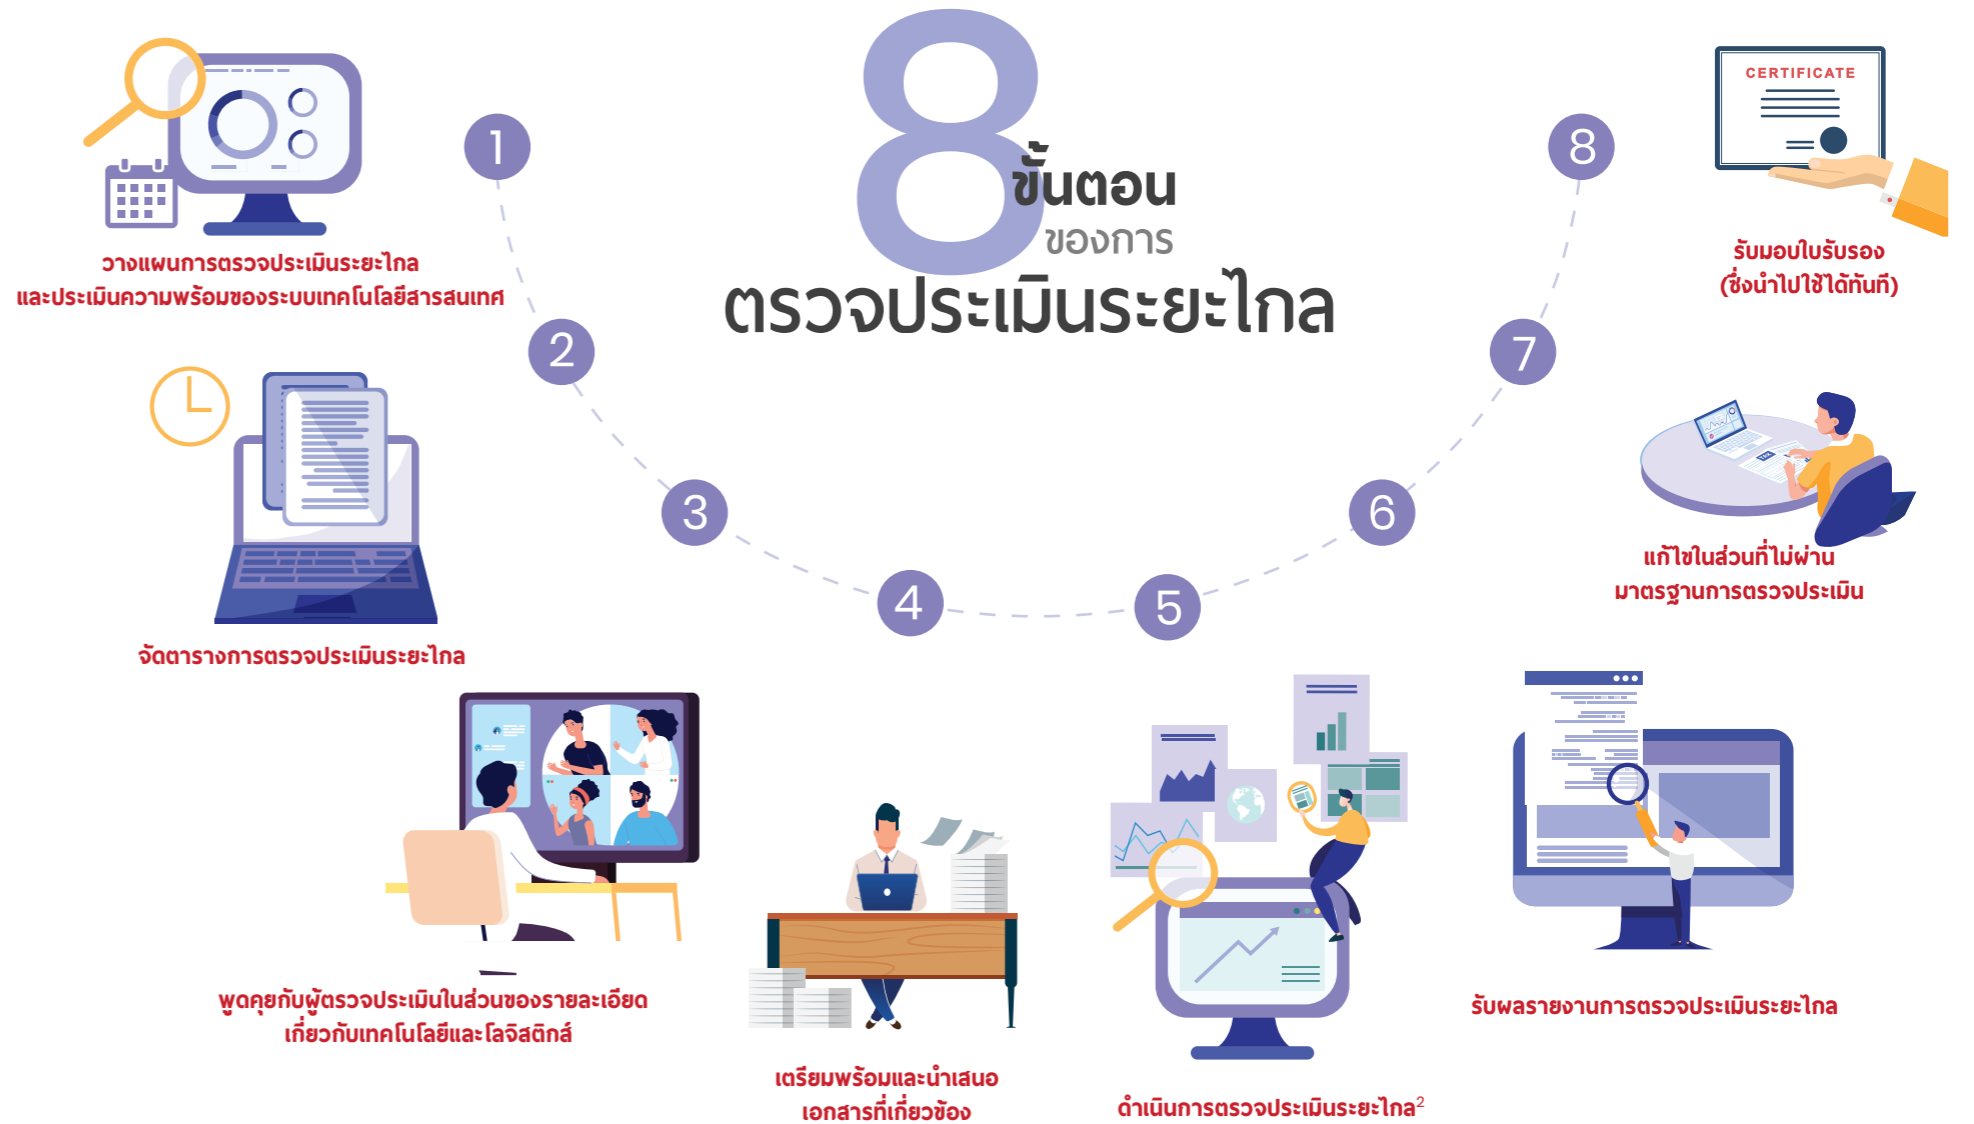 8
ขั้นตอน
ของการ
ตรวจประเมินระยะไกล
1
วางแผนการตรวจประเมินระยะไกล
และประเมินความพร้อมของระบบเทคโนโลยีสารสนเทศ
2
จัดตารางการตรวจประเมินระยะไกล
3
พูดคุยกับผู้ตรวจประเมินในส่วนของรายละเอียด
เกี่ยวกับเทคโนโลยีและโลจิสติกส์
4
เตรียมพร้อมและนำเสนอ
เอกสารที่เกี่ยวข้อง
5
ดำเนินการตรวจประเมินระยะไกล²
6
รับผลรายงานการตรวจประเมินระยะไกล
7
แก้ไขในส่วนที่ไม่ผ่าน
มาตรฐานการตรวจประเมิน
8
CERTIFICATE
รับมอบใบรับรอง
(ซึ่งนำไปใช้ได้ทันที)